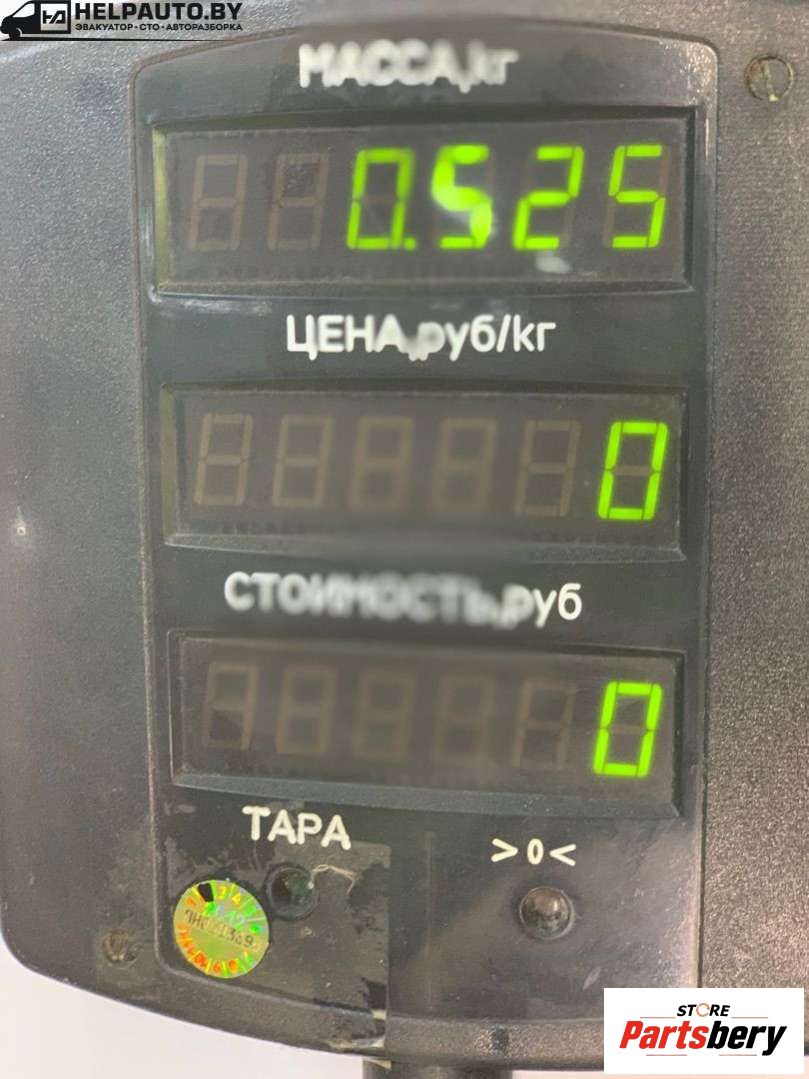 HELPAUTO.BY
ЭВАКУАТОР•СТО•АВТОРАЗБОРКА
МАССА,кг
0.525
ЦЕНА,руб/кг
0
СТОИМОСТЬ,руб
0
ТАРА
>0<
STORE
Partsbery